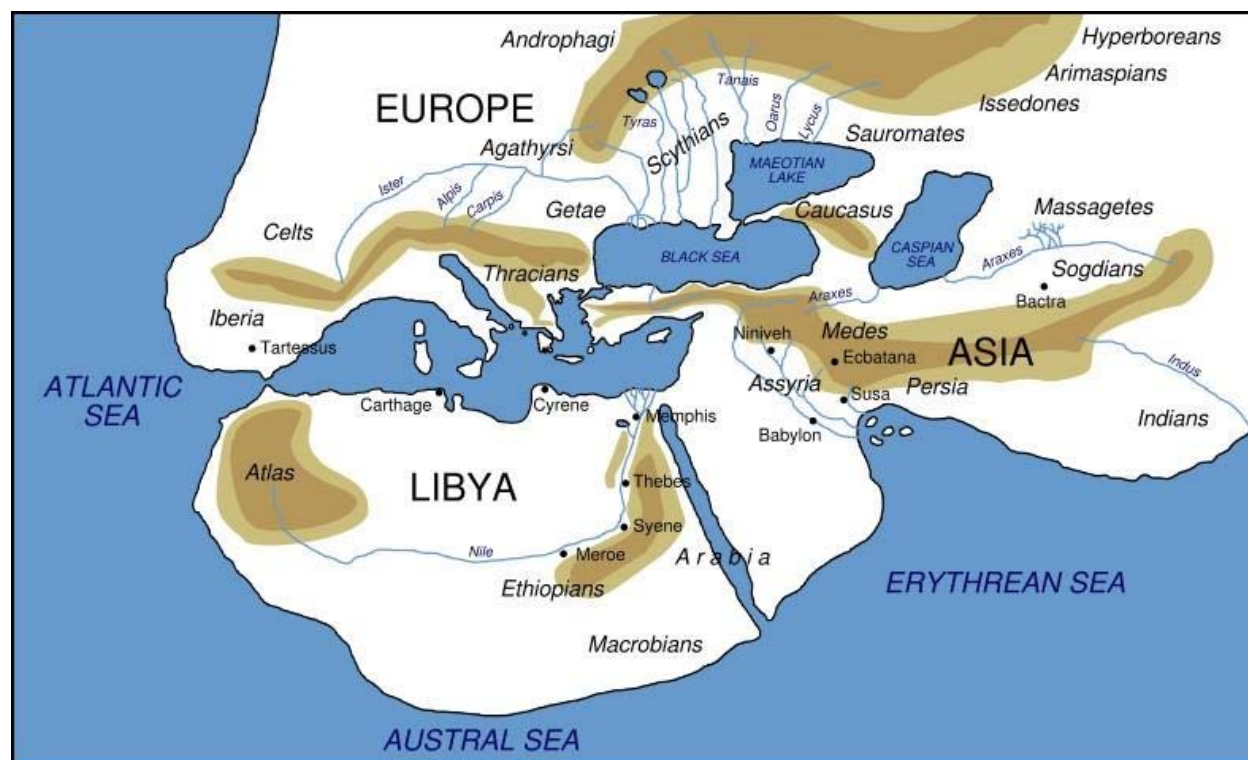 Androphagi
Hyperboreans
Arimaspians
Issedones
EUROPE
Tanais
Oarus
Lycus
Tyras
Scythians
Sauromates
Agathyrsi
MAEOTIAN
LAKE
Ister
Alpis
Carpis
Getae
Caucasus
Massagetes
Celts
Thracians
BLACK SEA
CASPIAN
SEA
Araxes
Sogdians
Bactra
Araxes
Iberia
Tartessus
Niniveh
Medes
Ecbatana
ASIA
Indus
ATLANTIC
SEA
Carthage
Cyrene
Memphis
Assyria
Susa
Persia
Babylon
Indians
Atlas
LIBYA
Thebes
Syene
Nile
Meroe
Arabia
Ethiopians
ERYTHREAN SEA
Macrobians
AUSTRAL SEA